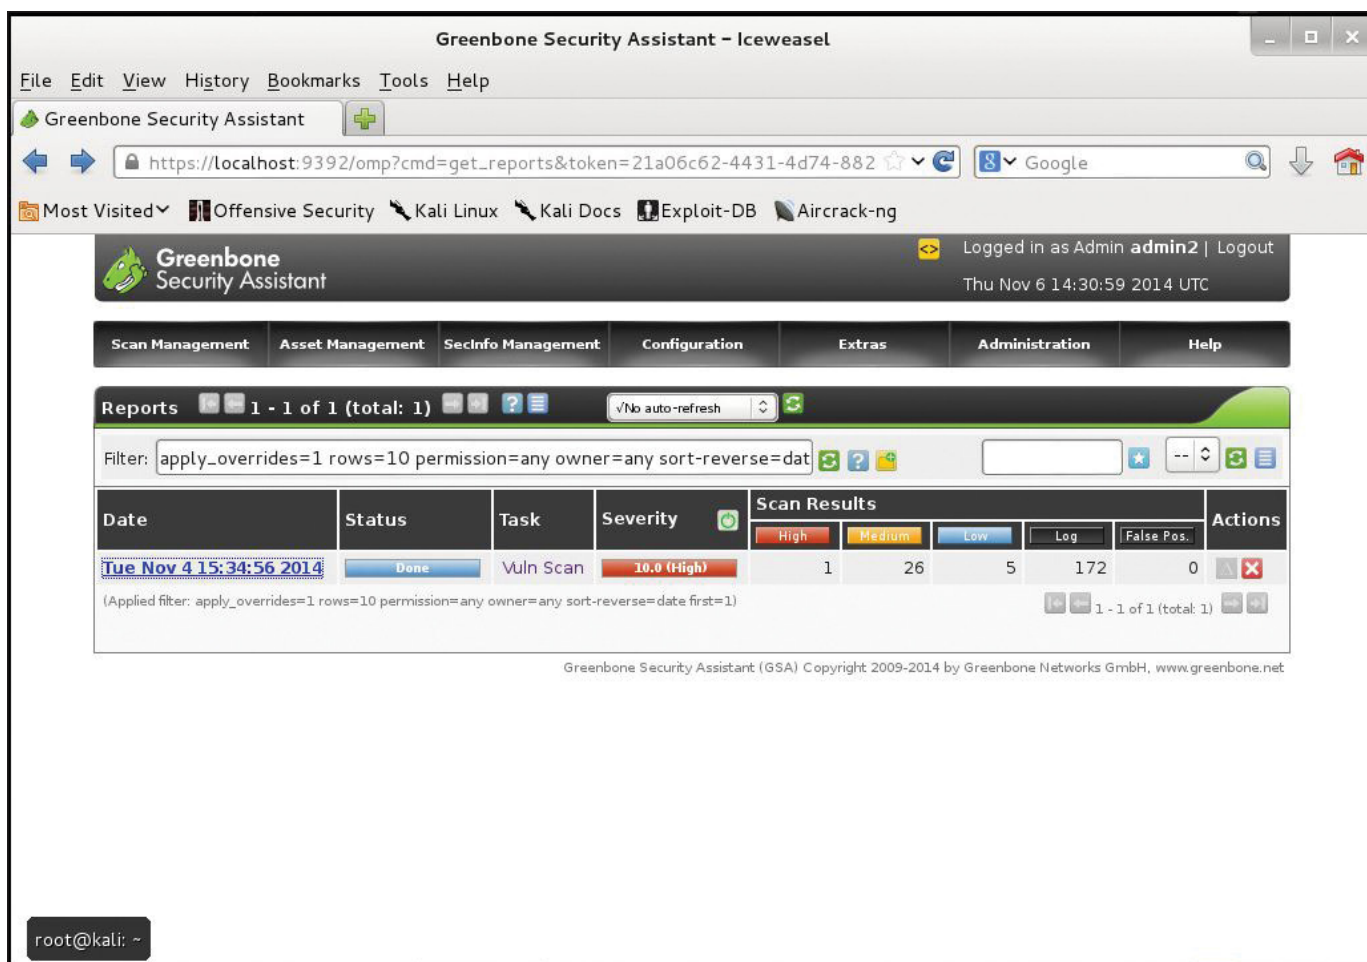 Greenbone Security Assistant – Iceweasel
File Edit View History Bookmarks Tools Help
Greenbone Security Assistant
https://localhost:9392/omp?cmd=get_reports&token=21a06c62-4431-4d74-882 8 Google
Most Visited Offensive Security Kali Linux Kali Docs Exploit-DB Aircrack-ng
Greenbone
Security Assistant
<> Logged in as Admin admin2 | Logout
Thu Nov 6 14:30:59 2014 UTC
Scan Management Asset Management SecInfo Management Configuration Extras Administration Help
Reports 1 - 1 of 1 (total: 1) ? √No auto-refresh
Filter: apply_overrides=1 rows=10 permission=any owner=any sort-reverse=dat ? --
Date Status Task Severity Scan Results Actions
High Medium Low Log False Pos.
Tue Nov 4 15:34:56 2014 Done Vuln Scan 10.0 (High) 1 26 5 172 0
(Applied filter: apply_overrides=1 rows=10 permission=any owner=any sort-reverse=date first=1) 1 - 1 of 1 (total: 1)
Greenbone Security Assistant (GSA) Copyright 2009-2014 by Greenbone Networks GmbH, www.greenbone.net
root@kali: ~